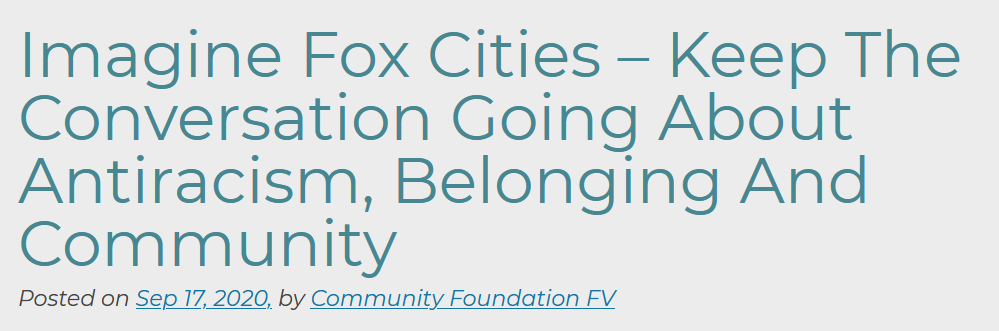 Imagine Fox Cities – Keep The
Conversation Going About
Antiracism, Belonging And
Community
Posted on Sep 17, 2020, by Community Foundation FV